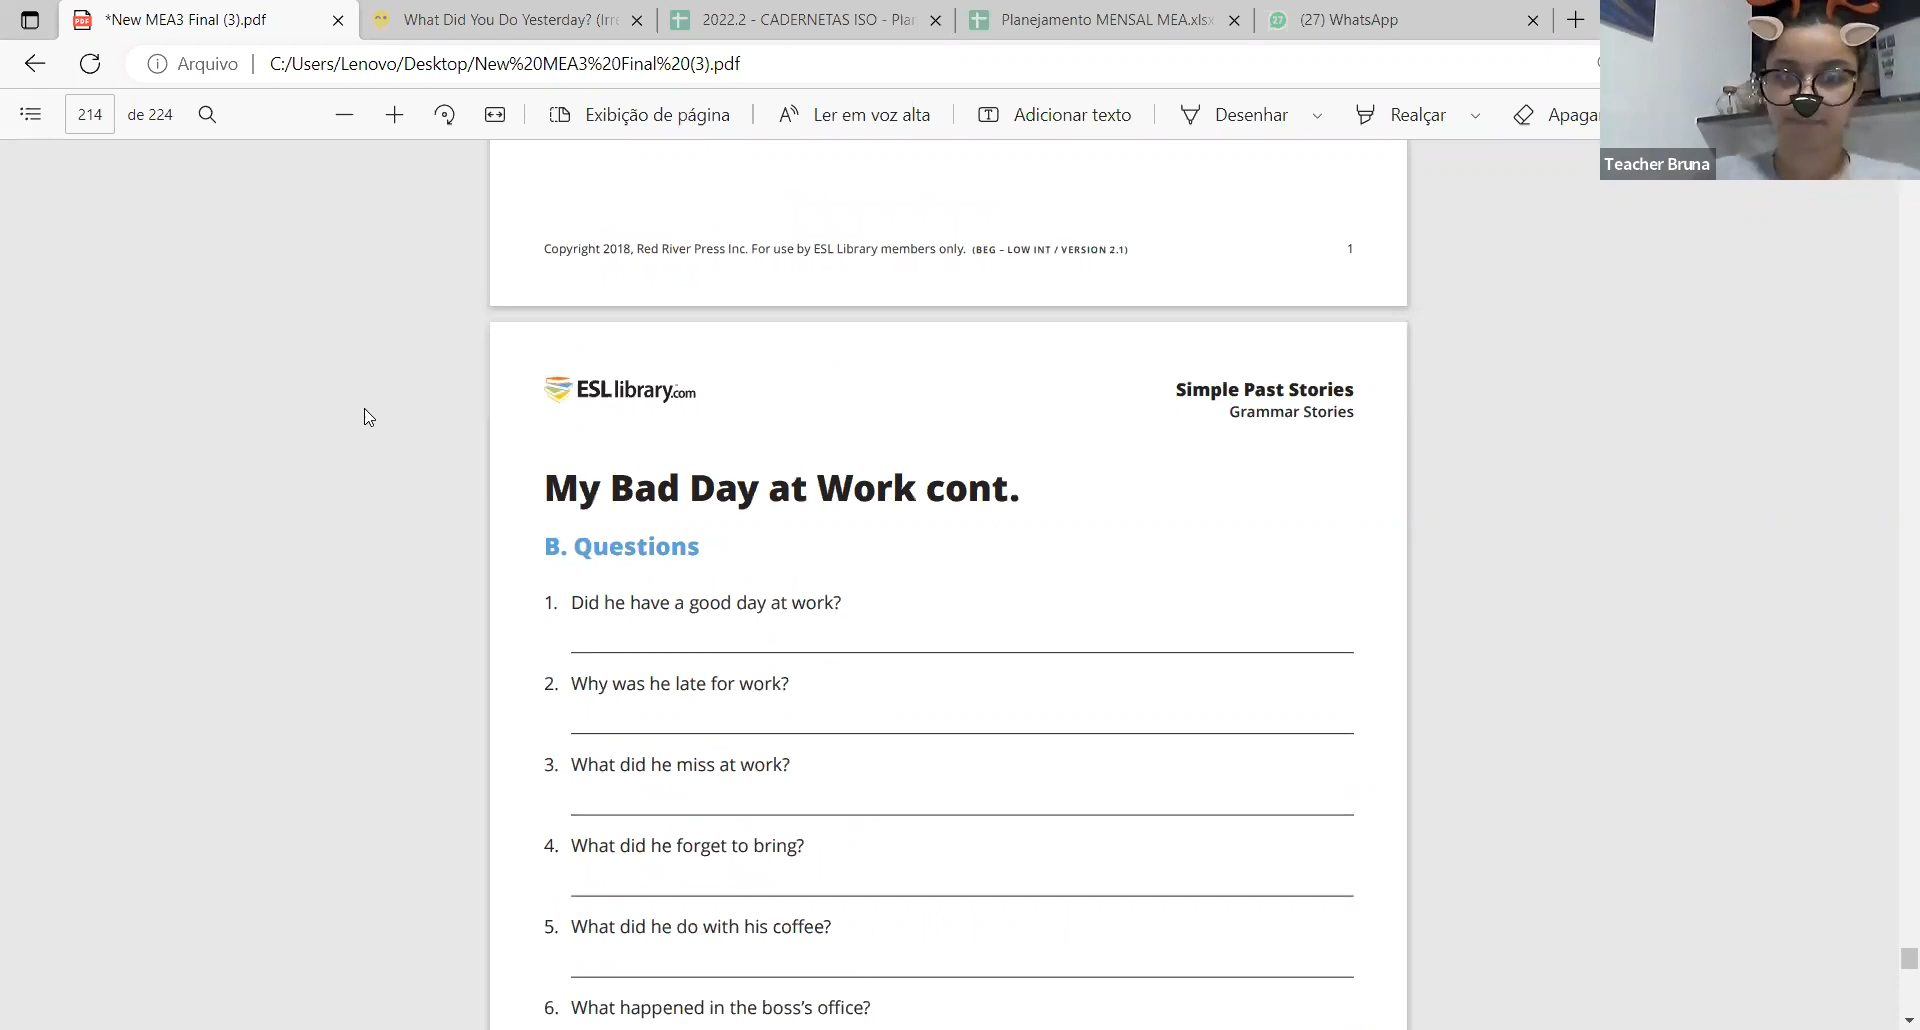 *New MEA3 Final (3).pdf
What Did You Do Yesterday? (Irre
2022.2 - CADERNETAS ISO - Plan
Planejamento MENSAL MEA.xlsx
(27) WhatsApp
Arquivo
C:/Users/Lenovo/Desktop/New%20MEA3%20Final%20(3).pdf
214 de 224
Exibição de página
Ler em voz alta
Adicionar texto
Desenhar
Realçar
Apagar
Teacher Bruna
Copyright 2018, Red River Press Inc. For use by ESL Library members only. (BEG – LOW INT / VERSION 2.1) 1
ESLlibrary.com
Simple Past Stories
Grammar Stories
My Bad Day at Work cont.
B. Questions
1. Did he have a good day at work?
2. Why was he late for work?
3. What did he miss at work?
4. What did he forget to bring?
5. What did he do with his coffee?
6. What happened in the boss's office?